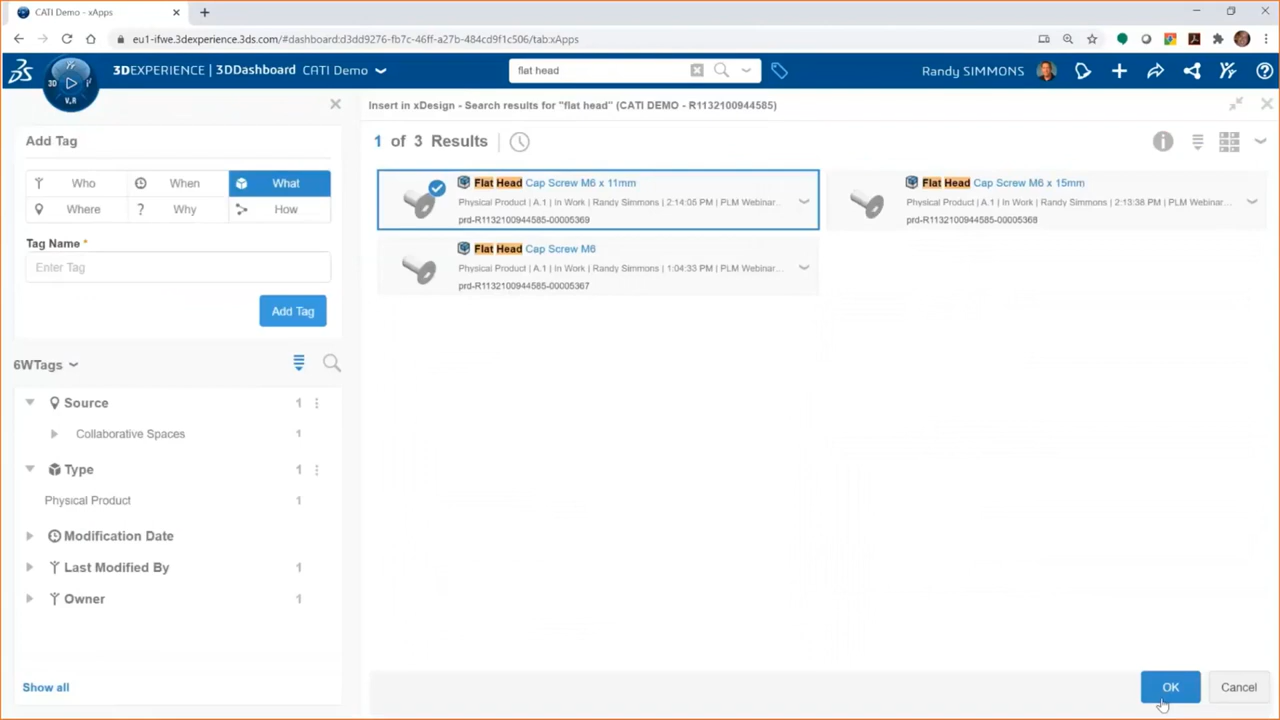 CATI Demo - xApps
eu1-ifwe.3dexperience.3ds.com/#dashboard:d3dd9276-fb7c-46ff-a27b-484cd9f1c506/tab:xApps
3DEXPERIENCE | 3DDashboard CATI Demo
flat head
Randy SIMMONS
3D
V.R
Add Tag
Who
When
What
Where
Why
How
Tag Name *
Enter Tag
Add Tag
6WTags
Source 1
Collaborative Spaces 1
Type 1
Physical Product 1
Modification Date
Last Modified By 1
Owner 1
Show all
Insert in xDesign - Search results for "flat head" (CATI DEMO - R1132100944585)
1 of 3 Results
Flat Head Cap Screw M6 x 11mm
Physical Product | A.1 | In Work | Randy Simmons | 2:14:05 PM | PLM Webinar...
prd-R1132100944585-00005369
Flat Head Cap Screw M6 x 15mm
Physical Product | A.1 | In Work | Randy Simmons | 2:13:38 PM | PLM Webinar...
prd-R1132100944585-00005368
Flat Head Cap Screw M6
Physical Product | A.1 | In Work | Randy Simmons | 1:04:33 PM | PLM Webinar...
prd-R1132100944585-00005367
OK
Cancel